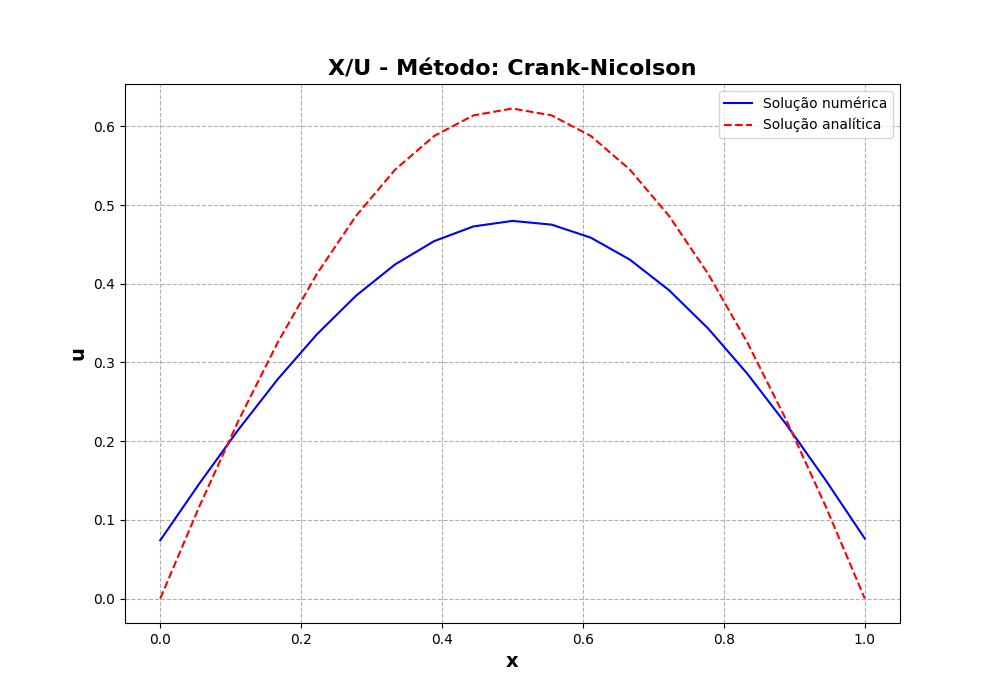 X/U - Método: Crank-Nicolson
Solução numérica
Solução analítica
0.6
0.5
0.4
0.3
0.2
0.1
0.0
u
0.0 0.2 0.4 0.6 0.8 1.0
x